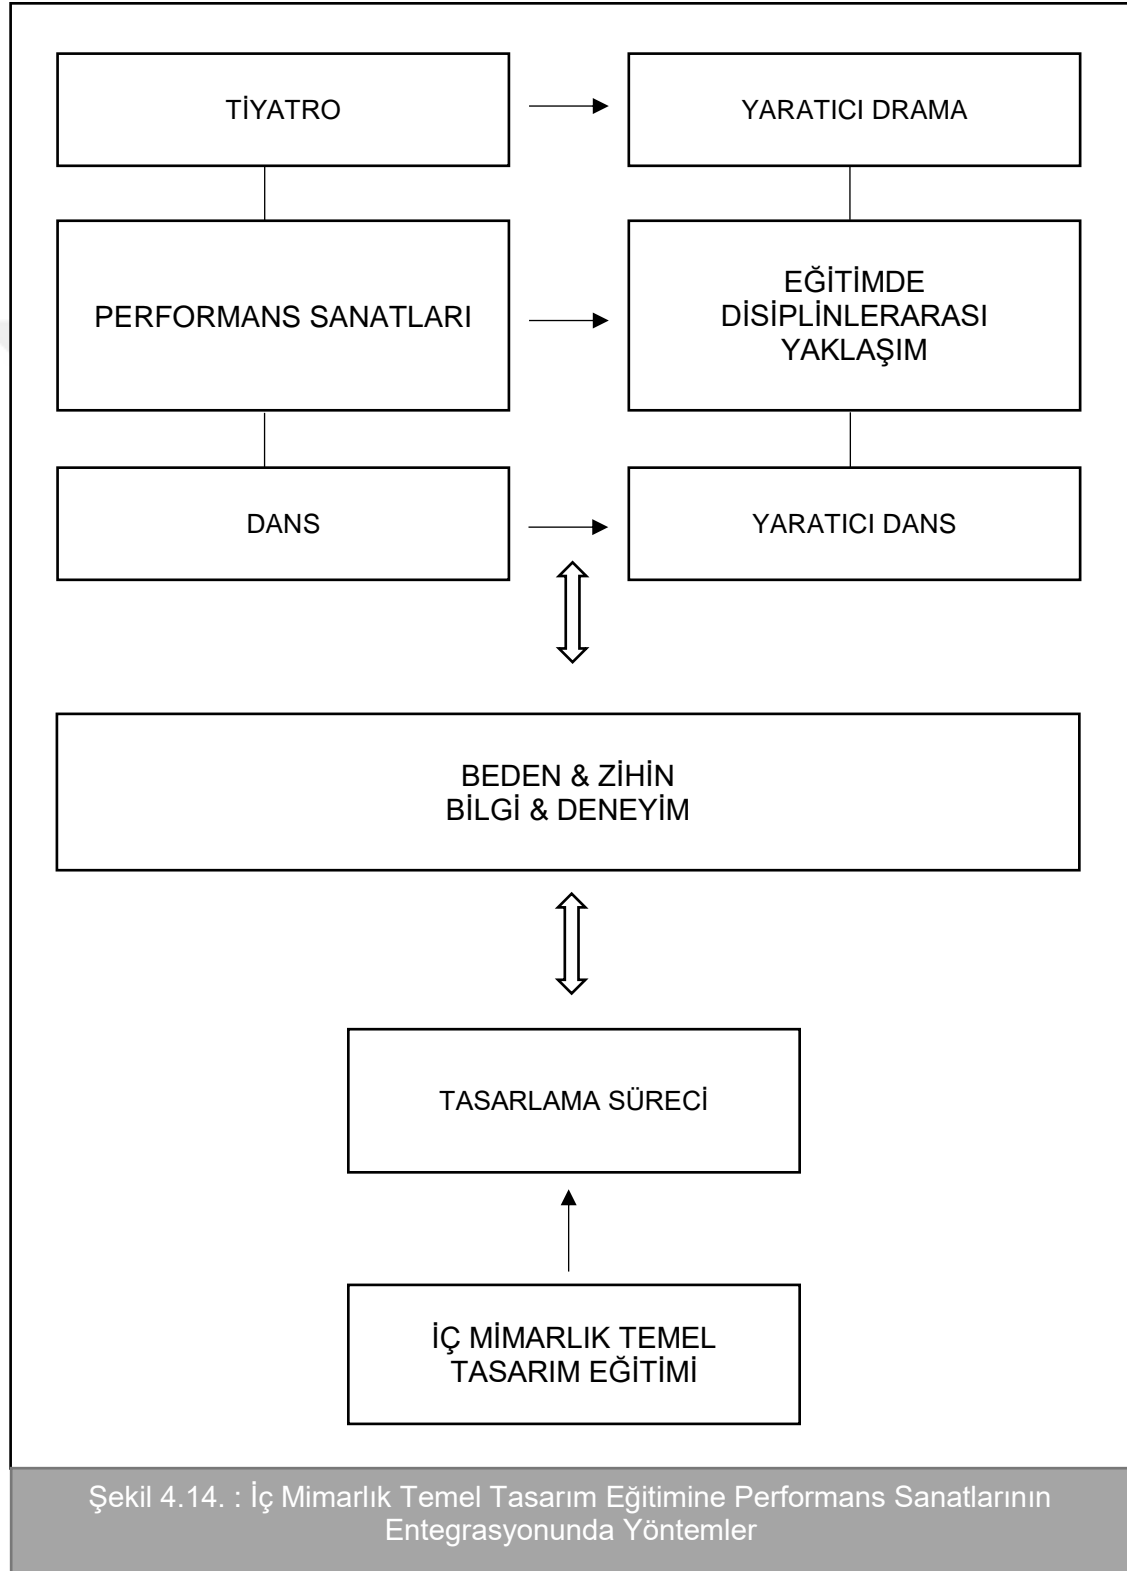 TİYATRO
YARATICI DRAMA
PERFORMANS SANATLARI
EĞİTİMDE
DİSİPLİNLERARASI
YAKLAŞIM
DANS
YARATICI DANS
BEDEN & ZİHİN
BİLGİ & DENEYİM
TASARLAMA SÜRECİ
İÇ MİMARLIK TEMEL
TASARIM EĞİTİMİ
Şekil 4.14. : İç Mimarlık Temel Tasarım Eğitimine Performans Sanatlarının
Entegrasyonunda Yöntemler